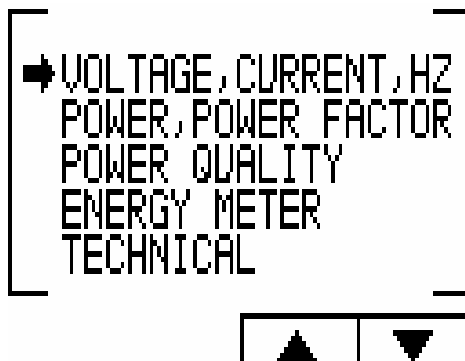 VOLTAGE,CURRENT,HZ
POWER,POWER FACTOR
POWER QUALITY
ENERGY METER
TECHNICAL